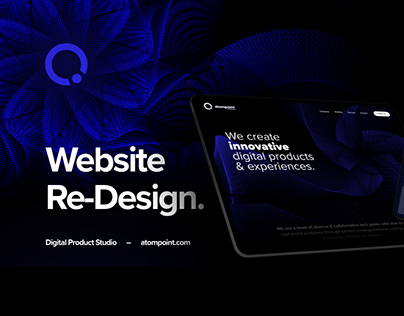 Website
Re-Design.
Digital Product Studio – atompoint.com
atompoint
We create
innovative
digital products
& experiences.
We are a team of diverse & collaborative tech geeks who